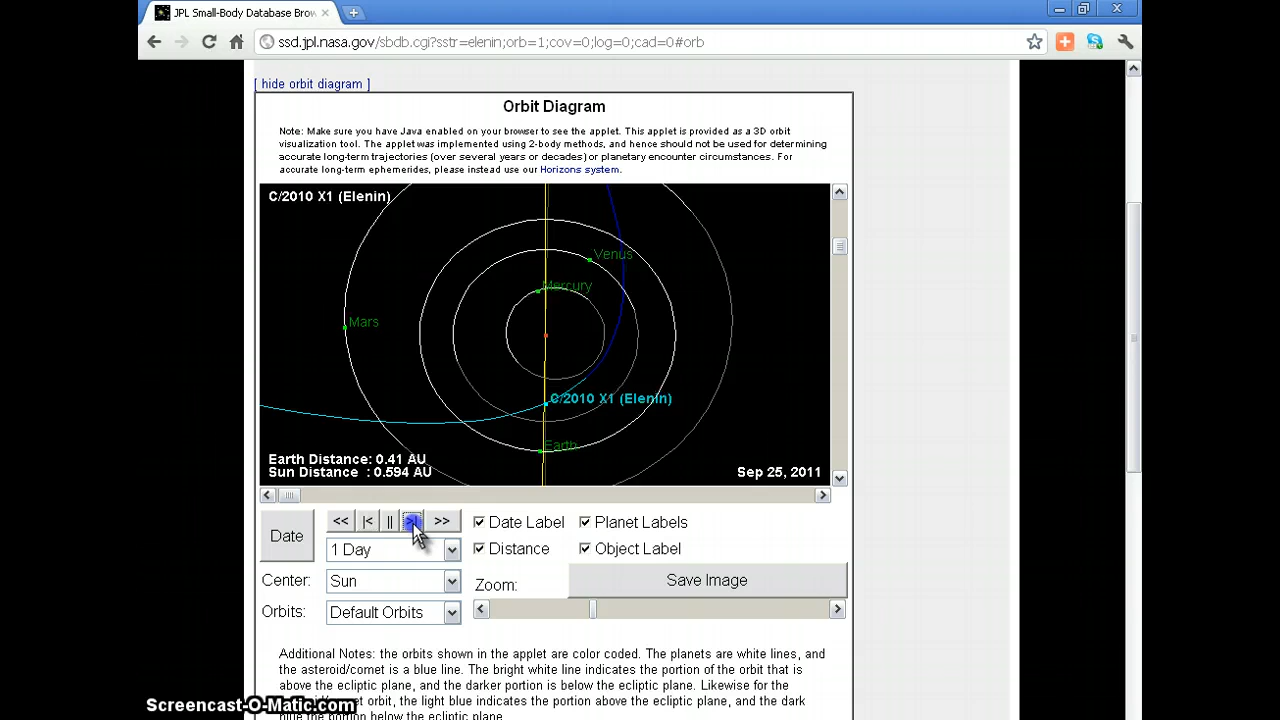 JPL Small-Body Database Brow
ssd.jpl.nasa.gov/sbdb.cgi?sstr=elenin;orb=1;cov=0;log=0;cad=0#orb
[ hide orbit diagram ]
Orbit Diagram
Note: Make sure you have Java enabled on your browser to see the applet. This applet is provided as a 3D orbit
visualization tool. The applet was implemented using 2-body methods, and hence should not be used for determining
accurate long-term trajectories (over several years or decades) or planetary encounter circumstances. For
accurate long-term ephemerides, please instead use our Horizons system.
C/2010 X1 (Elenin)
Venus
Mercury
Mars
C/2010 X1 (Elenin)
Earth
Earth Distance: 0.41 AU
Sun Distance : 0.594 AU
Sep 25, 2011
Date
<< |< || >| >>
Date Label
Planet Labels
1 Day
Distance
Object Label
Center:
Sun
Zoom:
Save Image
Orbits:
Default Orbits
Additional Notes: the orbits shown in the applet are color coded. The planets are white lines, and
the asteroid/comet is a blue line. The bright white line indicates the portion of the orbit that is
above the ecliptic plane, and the darker portion is below the ecliptic plane. Likewise for the
orbit, the light blue indicates the portion above the ecliptic plane, and the dark
the portion below the ecliptic plane
Screencast-O-Matic.com